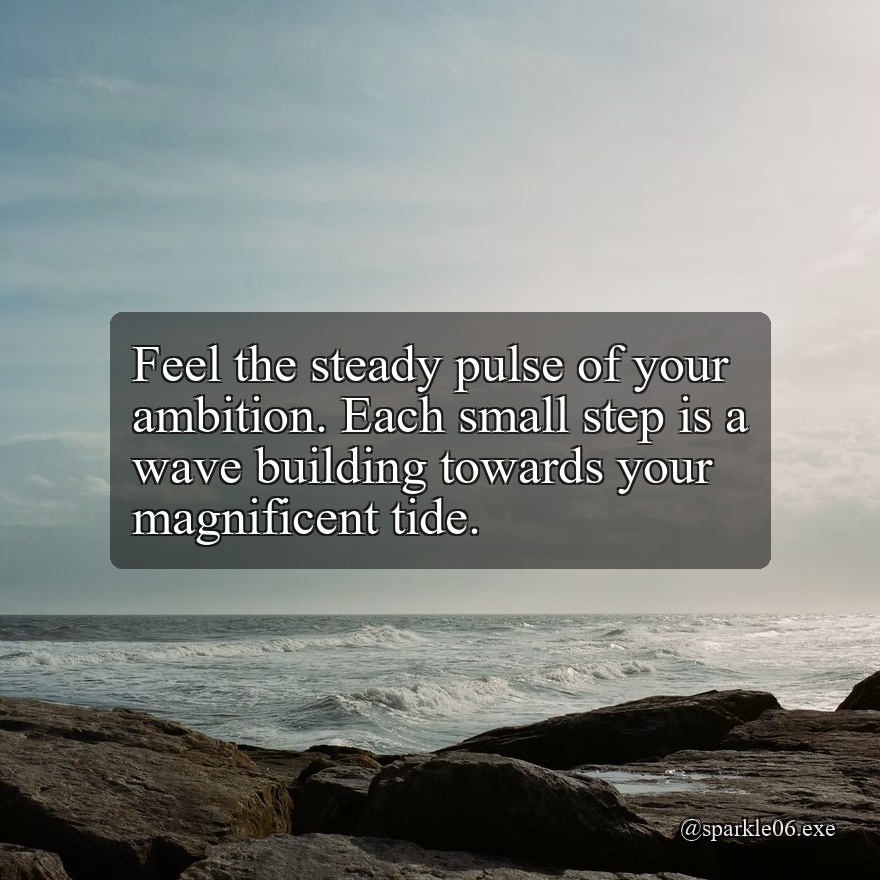 Feel the steady pulse of your
ambition. Each small step is a
wave building towards your
magnificent tide.
@sparkle06.exe